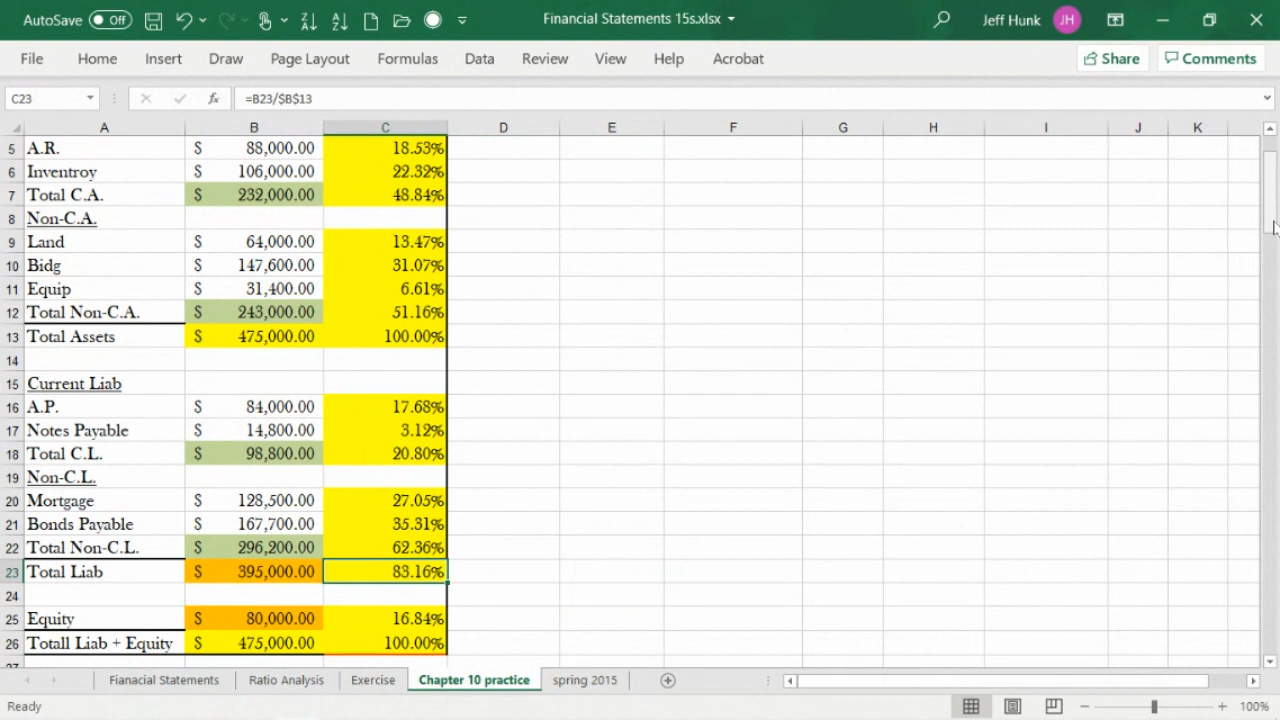 AutoSave Off Financial Statements 15s.xlsx Jeff Hunk JH
File Home Insert Draw Page Layout Formulas Data Review View Help Acrobat Share Comments
C23 fx =B23/$B$13
A B C D E F G H I J K
5 A.R. $ 88,000.00 18.53%
6 Inventroy $ 106,000.00 22.32%
7 Total C.A. $ 232,000.00 48.84%
8 Non-C.A.
9 Land $ 64,000.00 13.47%
10 Bidg $ 147,600.00 31.07%
11 Equip $ 31,400.00 6.61%
12 Total Non-C.A. $ 243,000.00 51.16%
13 Total Assets $ 475,000.00 100.00%
14
15 Current Liab
16 A.P. $ 84,000.00 17.68%
17 Notes Payable $ 14,800.00 3.12%
18 Total C.L. $ 98,800.00 20.80%
19 Non-C.L.
20 Mortgage $ 128,500.00 27.05%
21 Bonds Payable $ 167,700.00 35.31%
22 Total Non-C.L. $ 296,200.00 62.36%
23 Total Liab $ 395,000.00 83.16%
24
25 Equity $ 80,000.00 16.84%
26 Totall Liab + Equity $ 475,000.00 100.00%
27
Fianacial Statements Ratio Analysis Exercise Chapter 10 practice spring 2015
Ready 100%